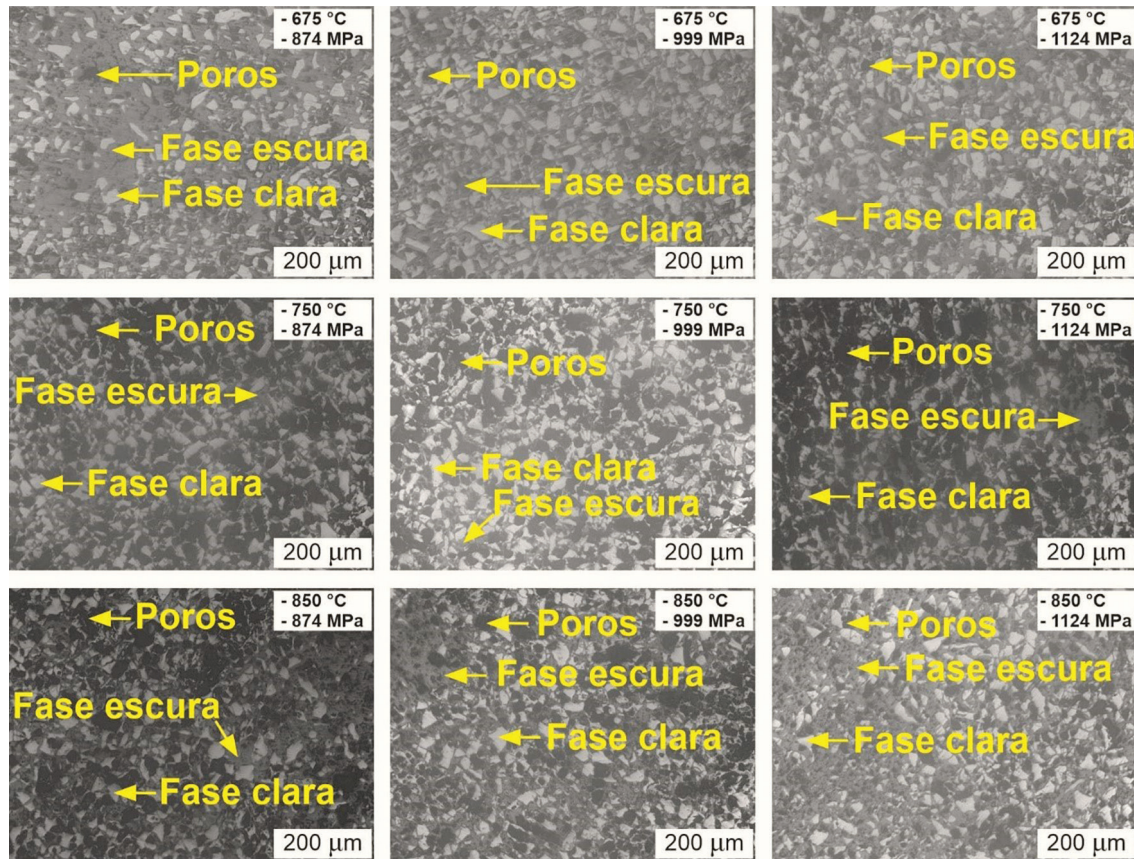 - 675 °C
- 874 MPa
Poros
Fase escura
Fase clara
200 μm
- 675 °C
- 999 MPa
Poros
Fase escura
Fase clara
200 μm
- 675 °C
- 1124 MPa
Poros
Fase escura
Fase clara
200 μm
- 750 °C
- 874 MPa
Poros
Fase escura
Fase clara
200 μm
- 750 °C
- 999 MPa
Poros
Fase clara
Fase escura
200 μm
- 750 °C
- 1124 MPa
Poros
Fase escura
Fase clara
200 μm
- 850 °C
- 874 MPa
Poros
Fase escura
Fase clara
200 μm
- 850 °C
- 999 MPa
Poros
Fase escura
Fase clara
200 μm
- 850 °C
- 1124 MPa
Poros
Fase escura
Fase clara
200 μm